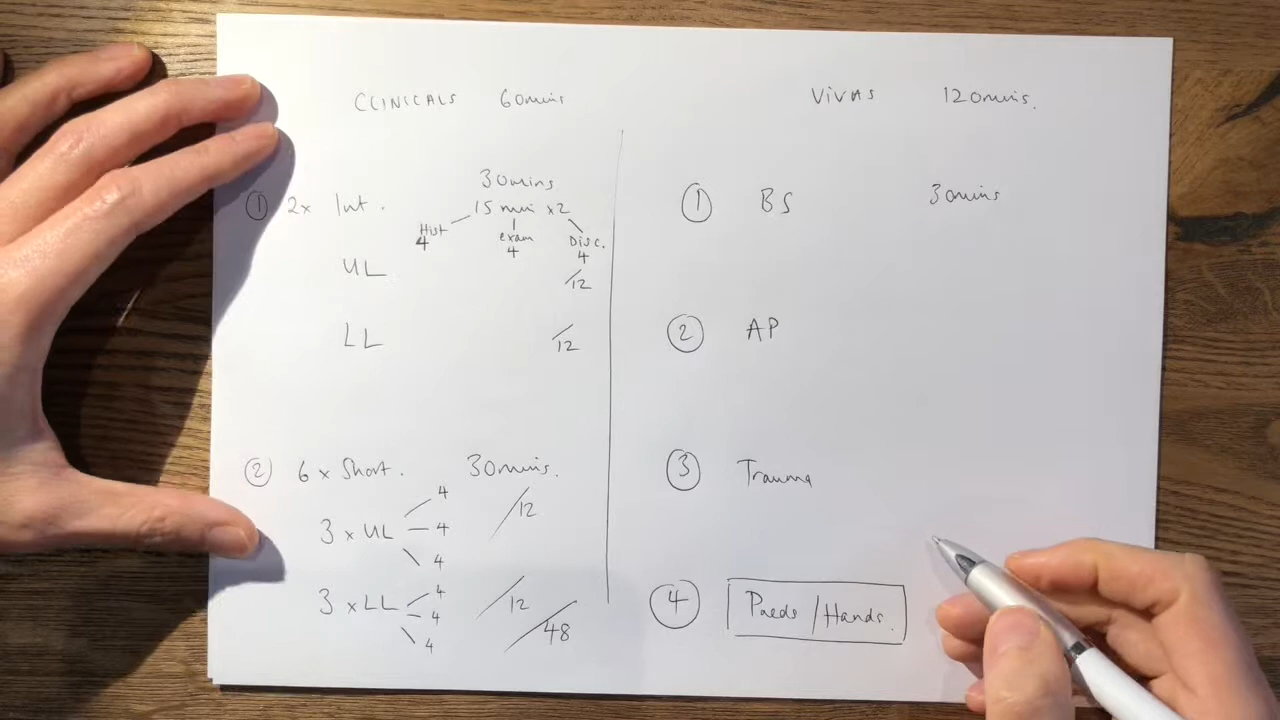 CLINICALS 60mins
① 2x Int.
30mins
15 min x2
Hist exam Disc.
4 4 4
UL /12
LL /12
② 6 x Short. 30mins.
3 x UL 4 4 4 /12
3 x LL 4 4 4 /12
/48
VIVAS 120mins.
① BS 30mins
② AP
③ Trauma
④ Paeds/Hands.